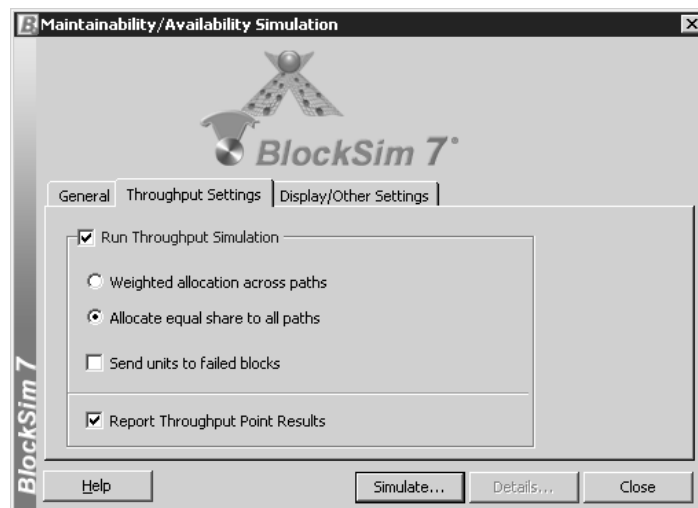 Maintainability/Availability Simulation
BlockSim 7
General Throughput Settings Display/Other Settings
Run Throughput Simulation
Weighted allocation across paths
Allocate equal share to all paths
Send units to failed blocks
Report Throughput Point Results
BlockSim 7
Help Simulate... Details... Close